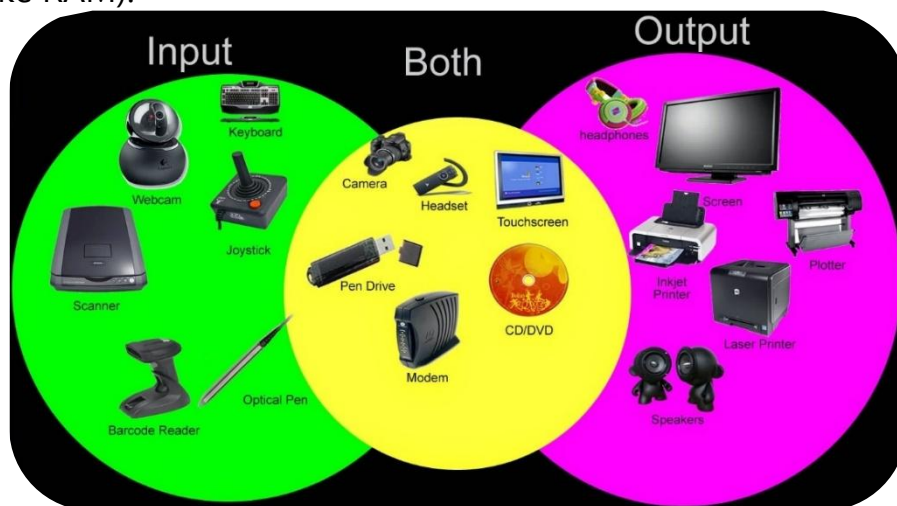 Input
Both
Output
Keyboard
Webcam
Joystick
Scanner
Barcode Reader
Optical Pen
Camera
Headset
Touchscreen
Pen Drive
CD/DVD
Modem
headphones
Screen
Inkjet
Printer
Plotter
Laser Printer
Speakers